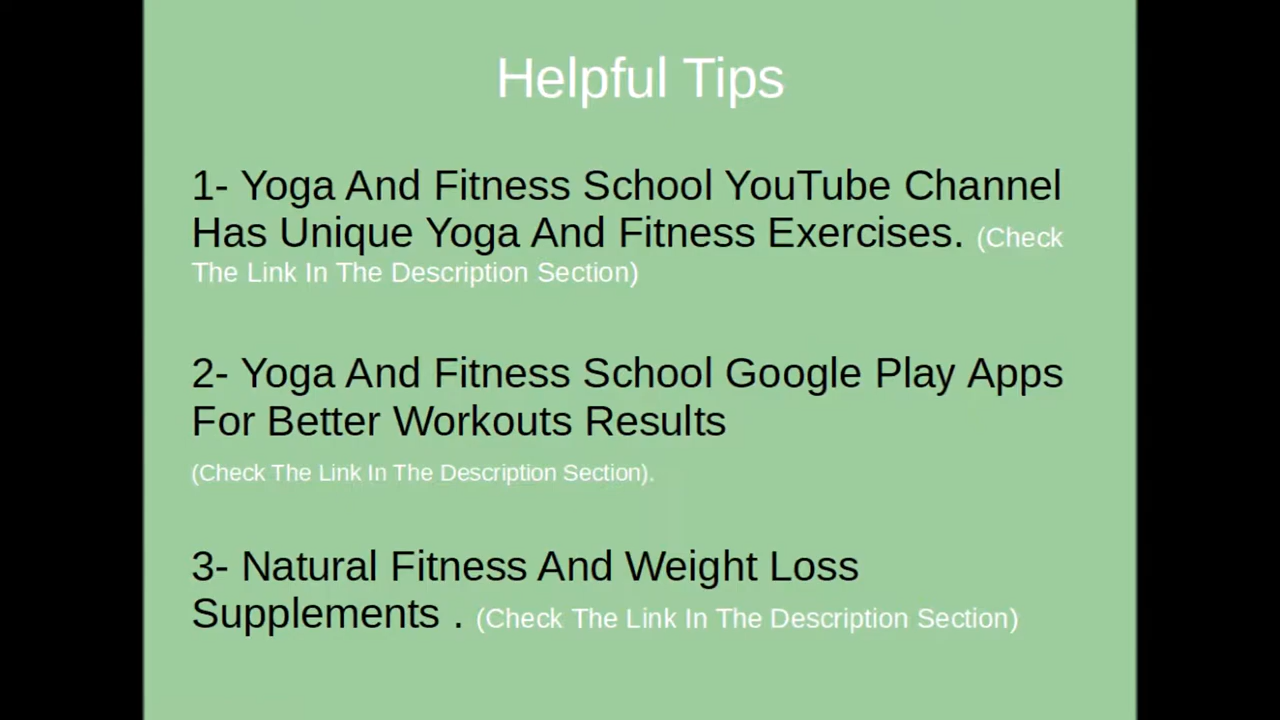 Helpful Tips
1- Yoga And Fitness School YouTube Channel
Has Unique Yoga And Fitness Exercises. (Check
The Link In The Description Section)
2- Yoga And Fitness School Google Play Apps
For Better Workouts Results
(Check The Link In The Description Section).
3- Natural Fitness And Weight Loss
Supplements . (Check The Link In The Description Section)